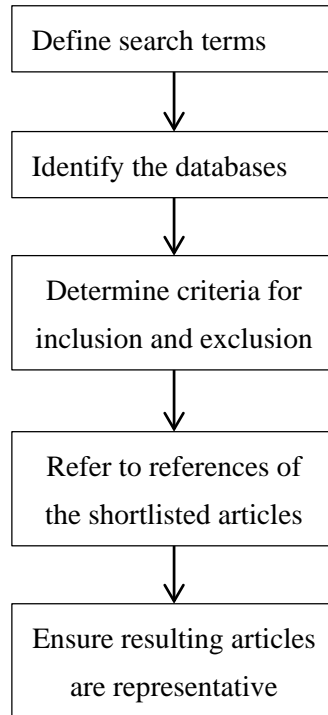 Define search terms
Identify the databases
Determine criteria for
inclusion and exclusion
Refer to references of
the shortlisted articles
Ensure resulting articles
are representative